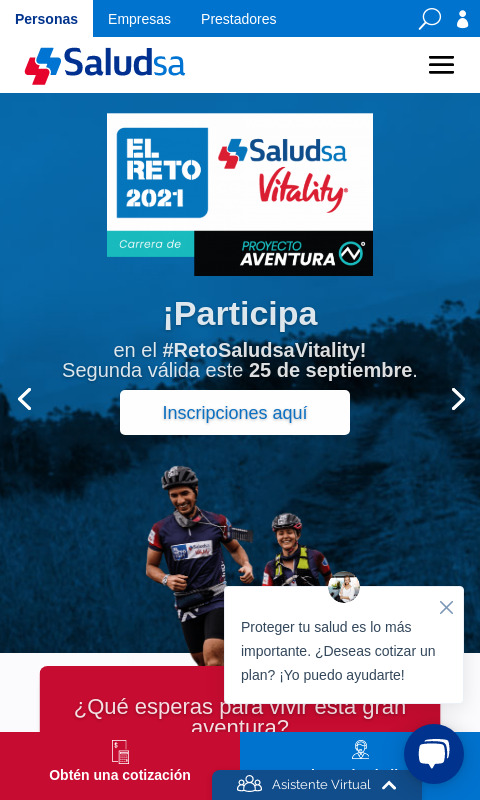 Personas Empresas Prestadores
Saludsa
EL
RETO
2021
Saludsa
Vitality
Carrera de
PROYECTO
AVENTURA
¡Participa
en el #RetoSaludsaVitality!
Segunda válida este 25 de septiembre.
Inscripciones aquí
Proteger tu salud es lo más
importante. ¿Deseas cotizar un
plan? ¡Yo puedo ayudarte!
¿Qué esperas para vivir esta gran
aventura?
Obtén una cotización
Asistente Virtual